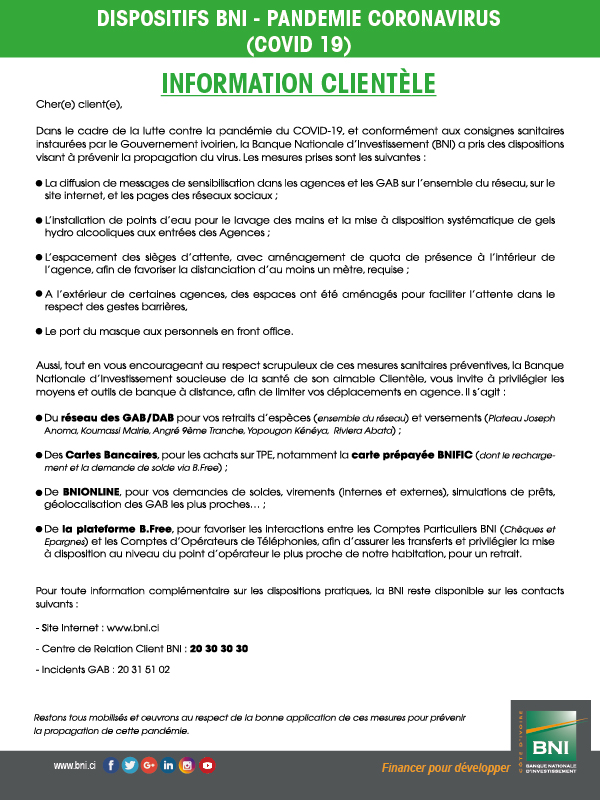 DISPOSITIFS BNI - PANDEMIE CORONAVIRUS
(COVID 19)
INFORMATION CLIENTÈLE
Cher(e) client(e),
Dans le cadre de la lutte contre la pandémie du COVID-19, et conformément aux consignes sanitaires
instaurées par le Gouvernement ivoirien, la Banque Nationale d'Investissement (BNI) a pris des dispositions
visant à prévenir la propagation du virus. Les mesures prises sont les suivantes :
● La diffusion de messages de sensibilisation dans les agences et les GAB sur l'ensemble du réseau, sur le
site internet, et les pages des réseaux sociaux ;
● L'installation de points d'eau pour le lavage des mains et la mise à disposition systématique de gels
hydro alcooliques aux entrées des Agences ;
● L'espacement des sièges d'attente, avec aménagement de quota de présence à l'intérieur de
l'agence, afin de favoriser la distanciation d'au moins un mètre, requise ;
● A l'extérieur de certaines agences, des espaces ont été aménagés pour faciliter l'attente dans le
respect des gestes barrières,
● Le port du masque aux personnels en front office.
Aussi, tout en vous encourageant au respect scrupuleux de ces mesures sanitaires préventives, la Banque
Nationale d'Investissement soucieuse de la santé de son aimable Clientèle, vous invite à privilégier les
moyens et outils de banque à distance, afin de limiter vos déplacements en agence. Il s'agit :
● Du réseau des GAB/DAB pour vos retraits d'espèces (ensemble du réseau) et versements (Plateau Joseph
Anoma, Koumassi Mairie, Angré 9ème Tranche, Yopougon Kénéya, Riviera Abata) ;
● Des Cartes Bancaires, pour les achats sur TPE, notamment la carte prépayée BNIFIC (dont le recharge-
ment et la demande de solde via B.Free) ;
● De BNIONLINE, pour vos demandes de soldes, virements (internes et externes), simulations de prêts,
géolocalisation des GAB les plus proches... ;
● De la plateforme B.Free, pour favoriser les interactions entre les Comptes Particuliers BNI (Chèques et
Epargnes) et les Comptes d'Opérateurs de Téléphonies, afin d'assurer les transferts et privilégier la mise
à disposition au niveau du point d'opérateur le plus proche de notre habitation, pour un retrait.
Pour toute information complémentaire sur les dispositions pratiques, la BNI reste disponible sur les contacts
suivants :
- Site Internet : www.bni.ci
- Centre de Relation Client BNI : 20 30 30 30
- Incidents GAB : 20 31 51 02
Restons tous mobilisés et œuvrons au respect de la bonne application de ces mesures pour prévenir
la propagation de cette pandémie.
CÔTE D'IVOIRE
BNI
BANQUE NATIONALE
D'INVESTISSEMENT
www.bni.ci
Financer pour développer